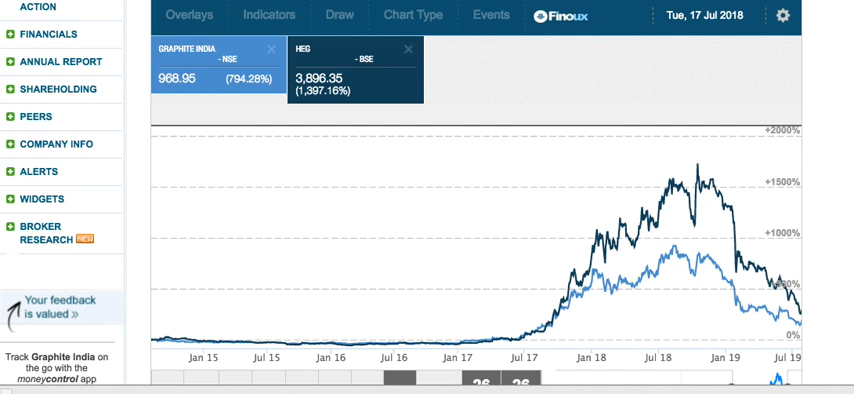 ACTION
FINANCIALS
ANNUAL REPORT
SHAREHOLDING
PEERS
COMPANY INFO
ALERTS
WIDGETS
BROKER
RESEARCH NEW
Your feedback
is valued »
Track Graphite India on
the go with the
moneycontrol app
Overlays Indicators Draw Chart Type Events Finoux Tue, 17 Jul 2018
GRAPHITE INDIA
- NSE
968.95 (794.28%)
HEG
- BSE
3,896.35
(1,397.16%)
+2000%
+1500%
+1000%
+500%
0%
Jan 15 Jul 15 Jan 16 Jul 16 Jan 17 Jul 17 Jan 18 Jul 18 Jan 19 Jul 19
26 26